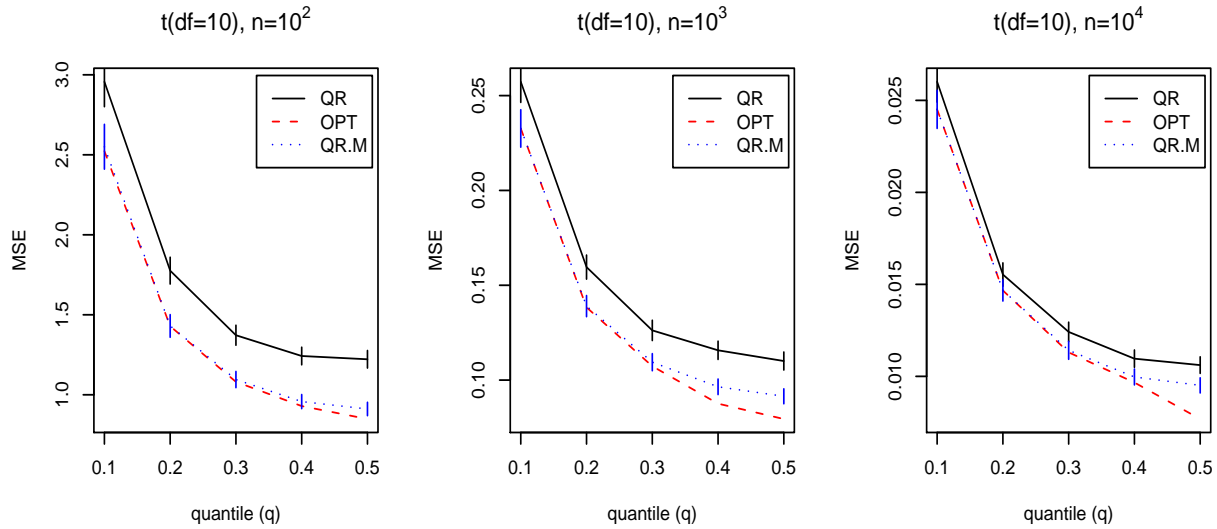 t(df=10), n=10^2
MSE
3.0
2.5
2.0
1.5
1.0
QR
OPT
QR.M
0.1 0.2 0.3 0.4 0.5
quantile (q)
t(df=10), n=10^3
MSE
0.25
0.20
0.15
0.10
QR
OPT
QR.M
0.1 0.2 0.3 0.4 0.5
quantile (q)
t(df=10), n=10^4
MSE
0.025
0.020
0.015
0.010
QR
OPT
QR.M
0.1 0.2 0.3 0.4 0.5
quantile (q)